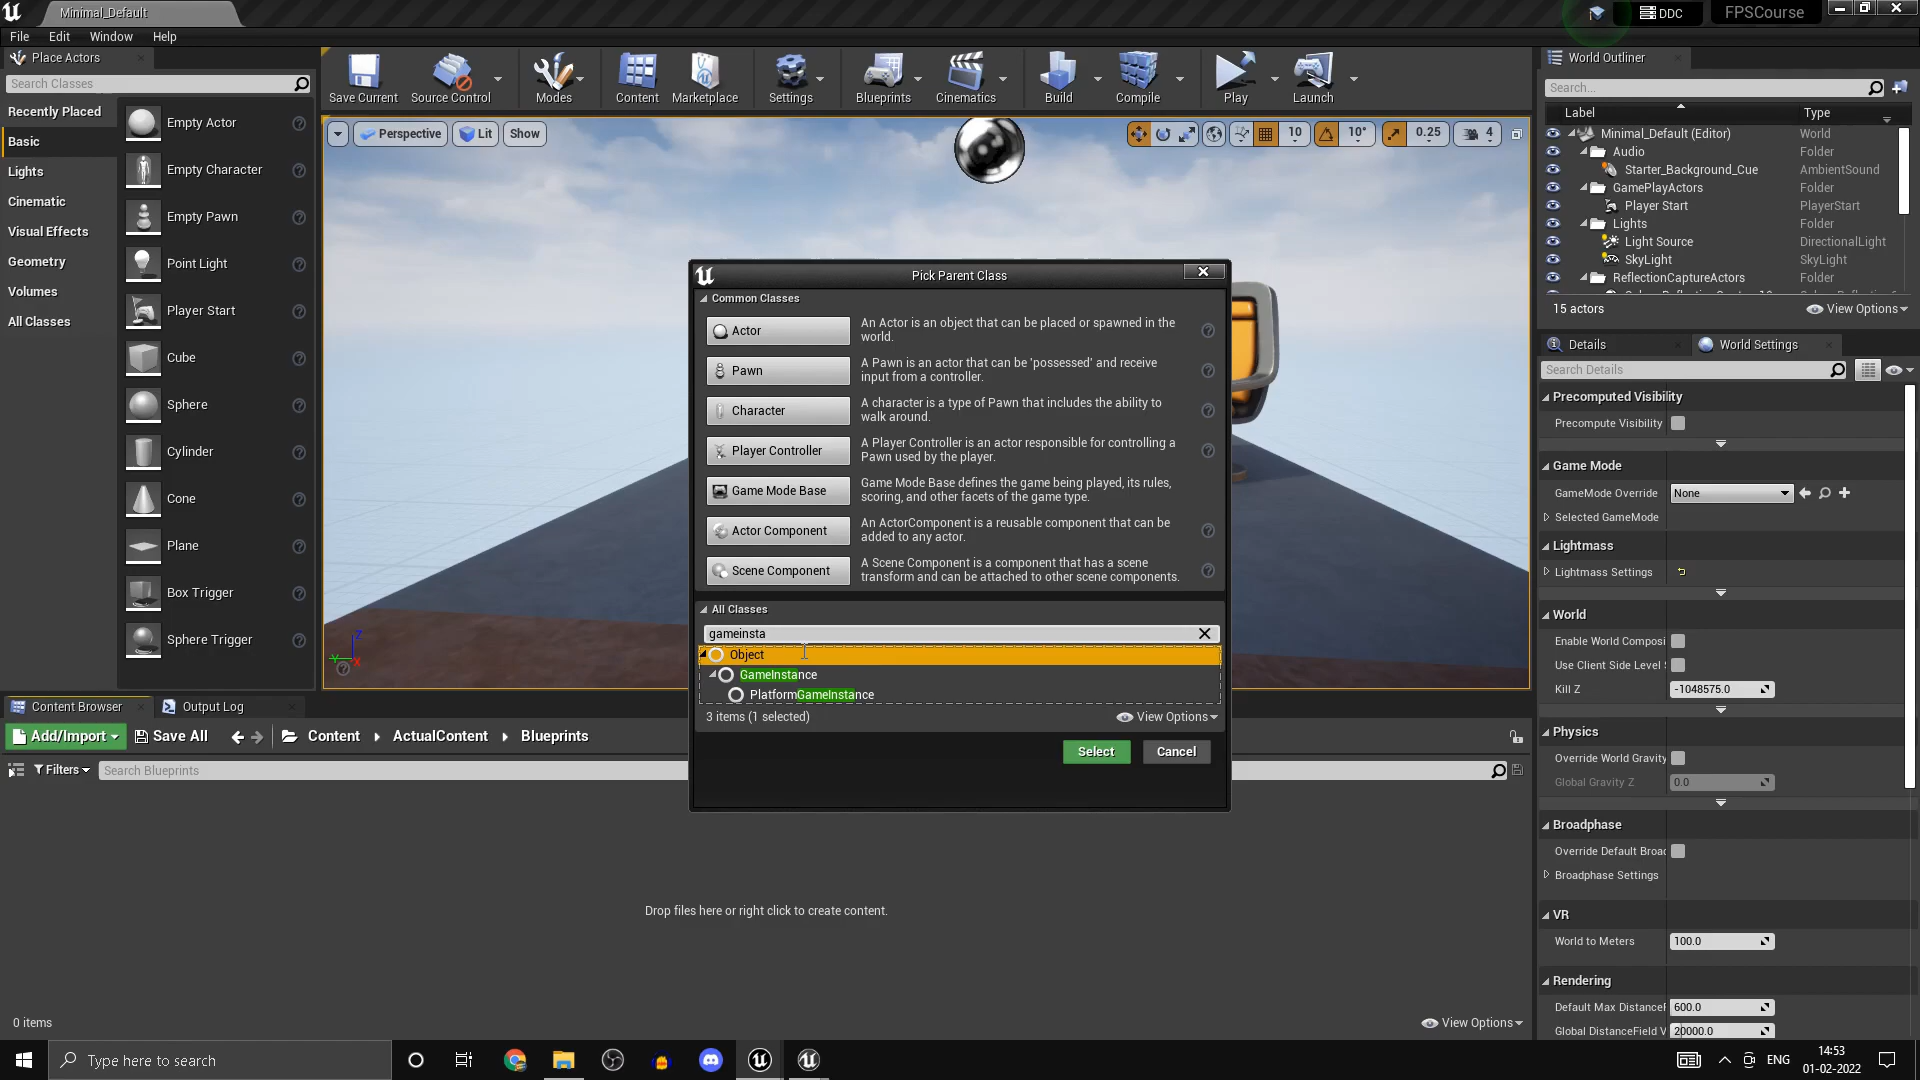 Minimal_Default
DDC
FPSCourse
File Edit Window Help
Place Actors
Search Classes
Recently Placed
Basic
Lights
Cinematic
Visual Effects
Geometry
Volumes
All Classes
Empty Actor
Empty Character
Empty Pawn
Point Light
Player Start
Cube
Sphere
Cylinder
Cone
Plane
Box Trigger
Sphere Trigger
Save Current Source Control Modes Content Marketplace Settings Blueprints Cinematics Build Compile Play Launch
Perspective Lit Show
10 10° 0.25 4
Z
Y
X
Pick Parent Class
Common Classes
Actor
An Actor is an object that can be placed or spawned in the
world.
Pawn
A Pawn is an actor that can be 'possessed' and receive
input from a controller.
Character
A character is a type of Pawn that includes the ability to
walk around.
Player Controller
A Player Controller is an actor responsible for controlling a
Pawn used by the player.
Game Mode Base
Game Mode Base defines the game being played, its rules,
scoring, and other facets of the game type.
Actor Component
An ActorComponent is a reusable component that can be
added to any actor.
Scene Component
A Scene Component is a component that has a scene
transform and can be attached to other scene components.
All Classes
gameinsta
Object
GameInstance
PlatformGameInstance
3 items (1 selected)
View Options
Select Cancel
World Outliner
Search...
Label Type
Minimal_Default (Editor) World
Audio Folder
Starter_Background_Cue AmbientSound
GamePlayActors Folder
Player Start PlayerStart
Lights Folder
Light Source DirectionalLight
SkyLight SkyLight
ReflectionCaptureActors Folder
15 actors
View Options
Details World Settings
Search Details
Precomputed Visibility
Precompute Visibility
Game Mode
GameMode Override None
Selected GameMode
Lightmass
Lightmass Settings
World
Enable World Composi
Use Client Side Level S
Kill Z -1048575.0
Physics
Override World Gravity
Global Gravity Z 0.0
Broadphase
Override Default Broad
Broadphase Settings
VR
World to Meters 100.0
Rendering
Default Max DistanceF 600.0
Global DistanceField V 20000.0
Content Browser Output Log
Add/Import Save All Content ActualContent Blueprints
Filters Search Blueprints
Drop files here or right click to create content.
0 items
View Options
Type here to search
ENG
14:53
01-02-2022